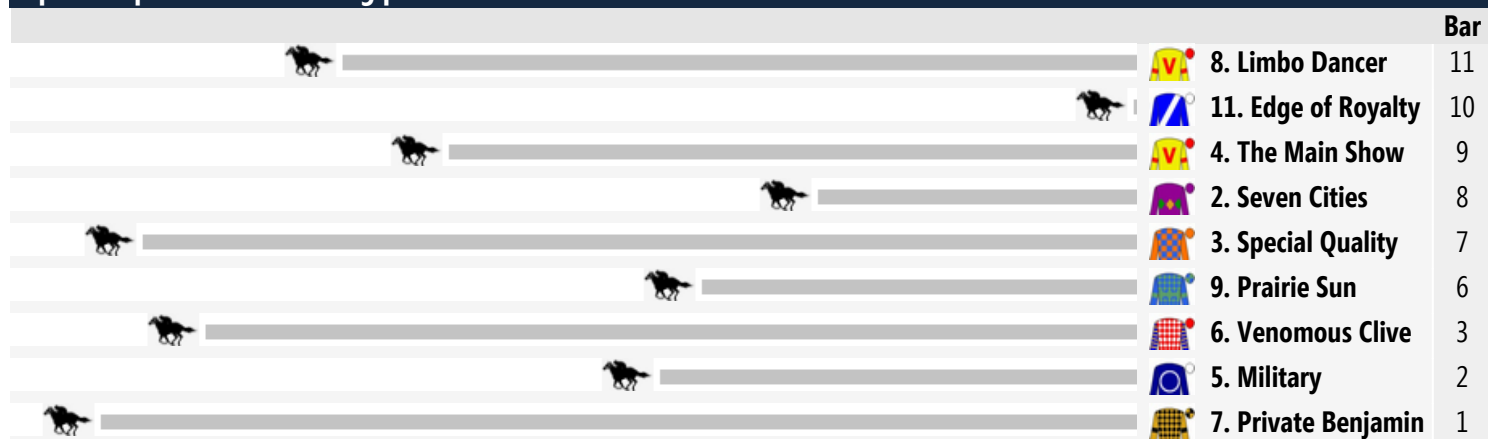 Bar
8. Limbo Dancer 11
11. Edge of Royalty 10
4. The Main Show 9
2. Seven Cities 8
3. Special Quality 7
9. Prairie Sun 6
6. Venomous Clive 3
5. Military 2
7. Private Benjamin 1